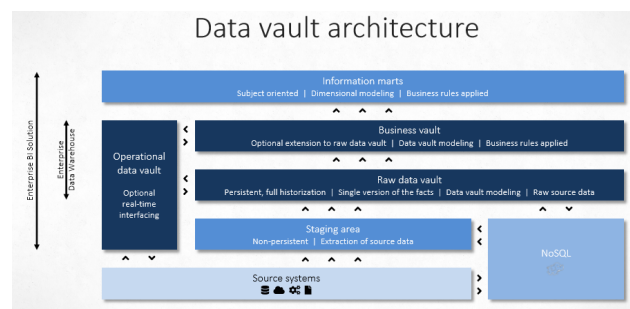 Data vault architecture
Information marts
Subject oriented | Dimensional modeling | Business rules applied
Enterprise BI Solution
Enterprise
Data Warehouse
Operational
data vault
Optional
real-time
interfacing
Business vault
Optional extension to raw data vault | Data vault modeling | Business rules applied
Raw data vault
Persistent, full historization | Single version of the facts | Data vault modeling | Raw source data
Staging area
Non-persistent | Extraction of source data
NoSQL
Source systems